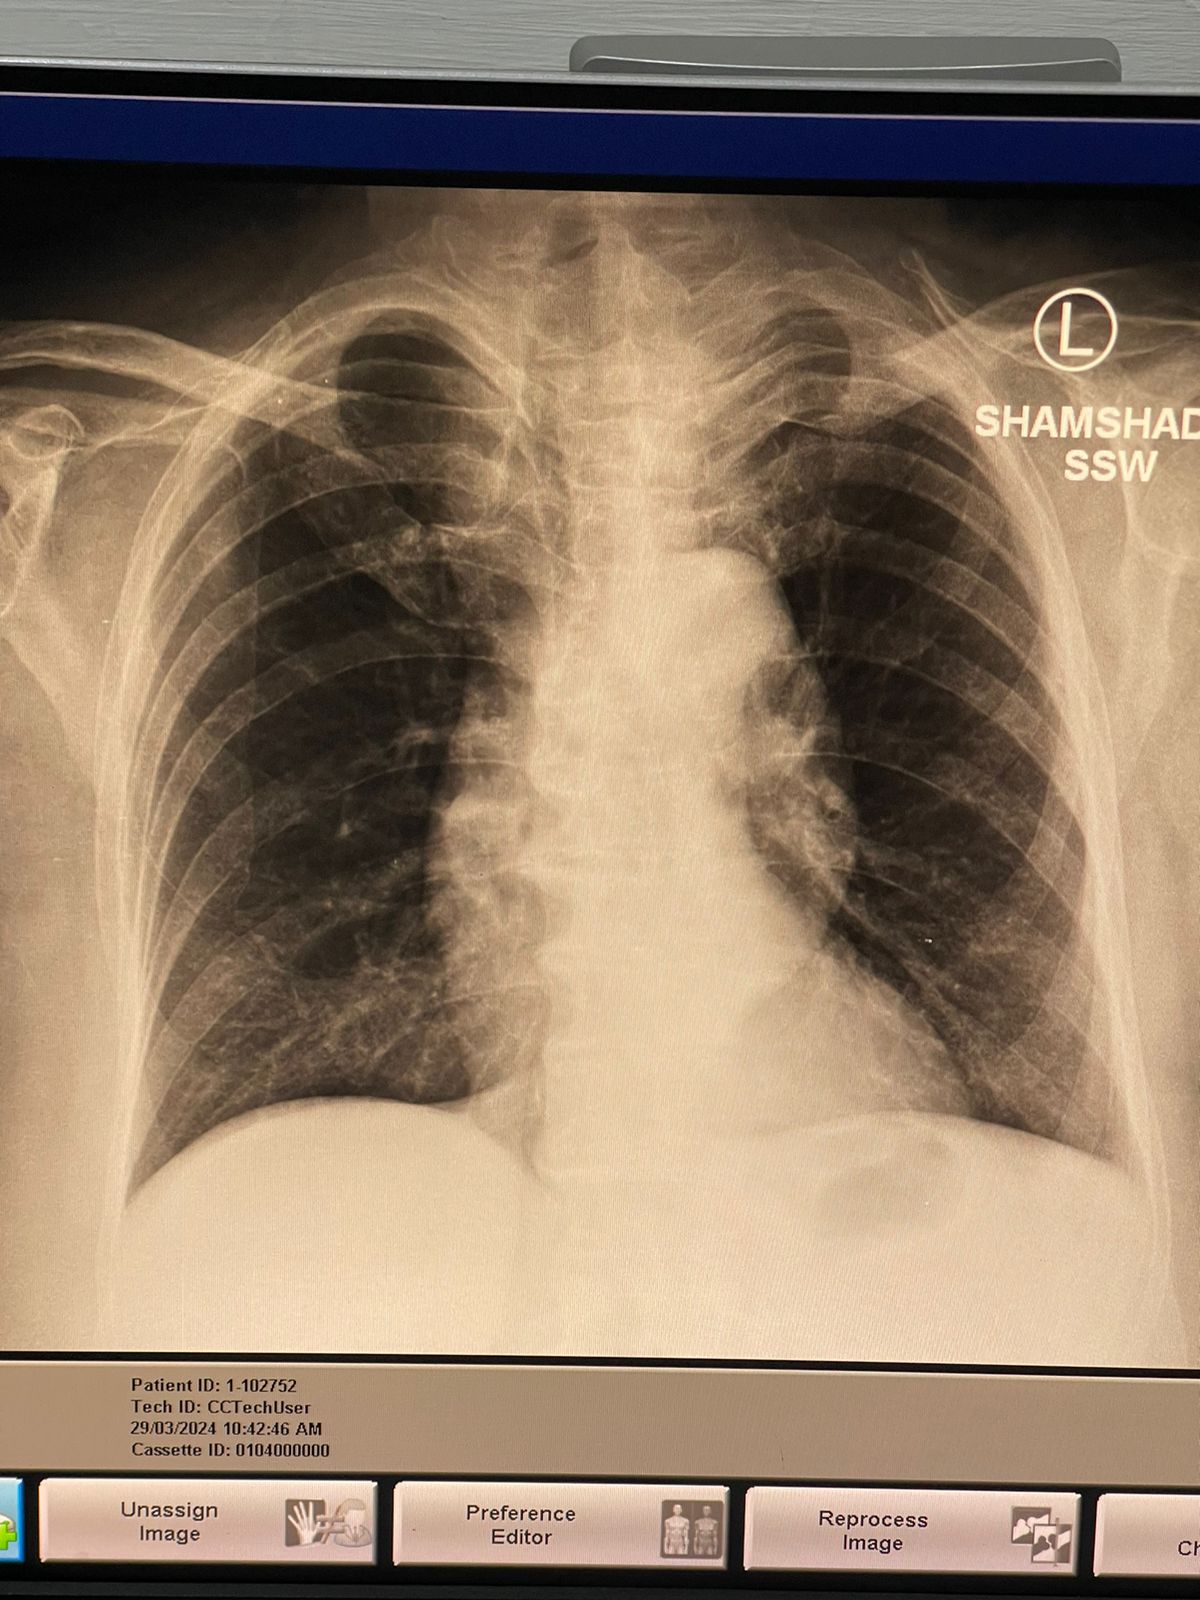 L
SHAMSHAD
SSW
Patient ID: 1-102752
Tech ID: CCTechUser
29/03/2024 10:42:46 AM
Cassette ID: 0104000000
Unassign
Image
Preference
Editor
Reprocess
Image